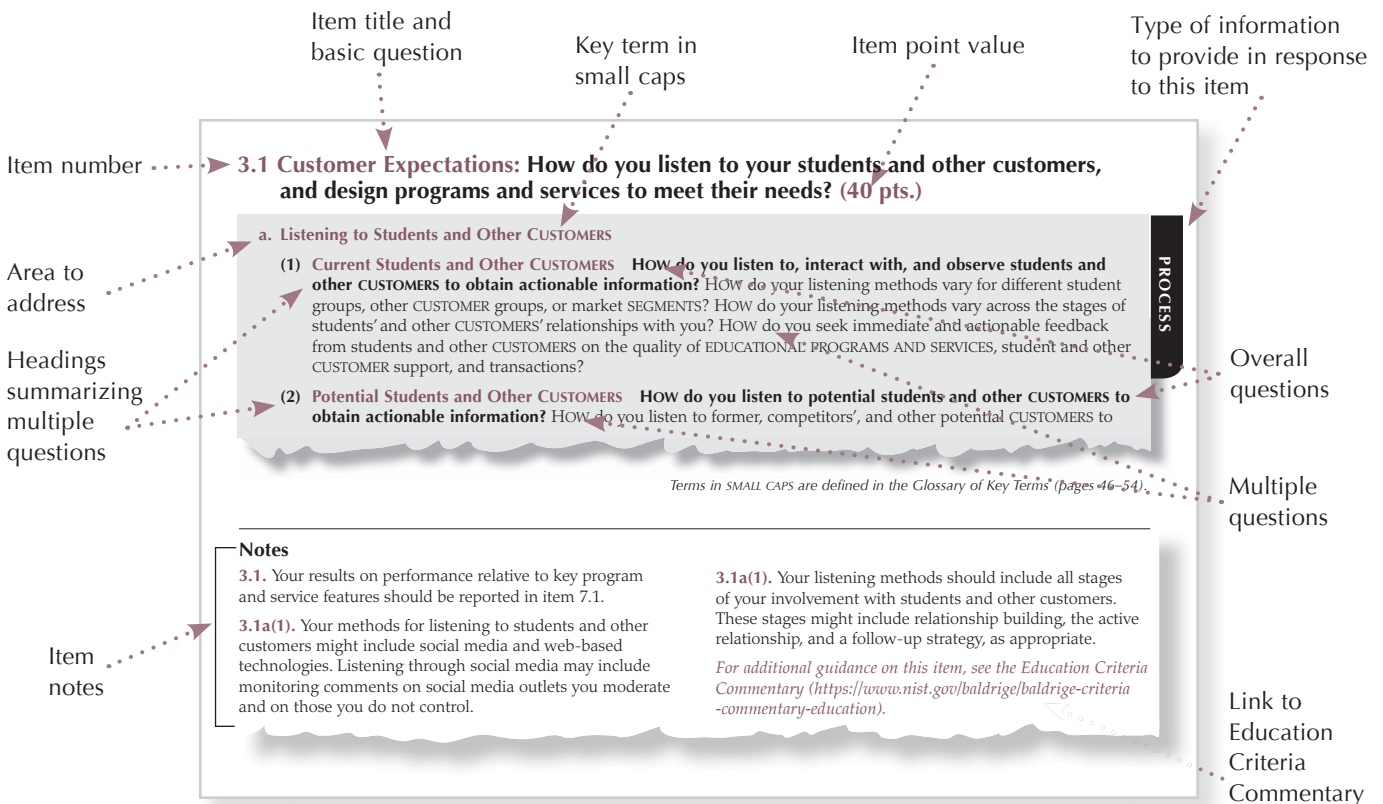 Item title and
basic question
Key term in
small caps
Item point value
Type of information
to provide in response
to this item
Item number
3.1 Customer Expectations: How do you listen to your students and other customers,
and design programs and services to meet their needs? (40 pts.)
a. Listening to Students and Other CUSTOMERS
(1) Current Students and Other CUSTOMERS HOW do you listen to, interact with, and observe students and
other CUSTOMERS to obtain actionable information? HOW do your listening methods vary for different student
groups, other CUSTOMER groups, or market SEGMENTS? HOW do your listening methods vary across the stages of
students' and other CUSTOMERS' relationships with you? HOW do you seek immediate and actionable feedback
from students and other CUSTOMERS on the quality of EDUCATIONAL PROGRAMS AND SERVICES, student and other
CUSTOMER support, and transactions?
(2) Potential Students and Other CUSTOMERS HOW do you listen to potential students and other CUSTOMERS to
obtain actionable information? HOW do you listen to former, competitors', and other potential CUSTOMERS to
PROCESS
Area to
address
Headings
summarizing
multiple
questions
Overall
questions
Multiple
questions
Terms in SMALL CAPS are defined in the Glossary of Key Terms (pages 46–54).
Notes
3.1. Your results on performance relative to key program
and service features should be reported in item 7.1.
3.1a(1). Your methods for listening to students and other
customers might include social media and web-based
technologies. Listening through social media may include
monitoring comments on social media outlets you moderate
and on those you do not control.
3.1a(1). Your listening methods should include all stages
of your involvement with students and other customers.
These stages might include relationship building, the active
relationship, and a follow-up strategy, as appropriate.
For additional guidance on this item, see the Education Criteria
Commentary (https://www.nist.gov/baldrige/baldrige-criteria
-commentary-education).
Item
notes
Link to
Education
Criteria
Commentary